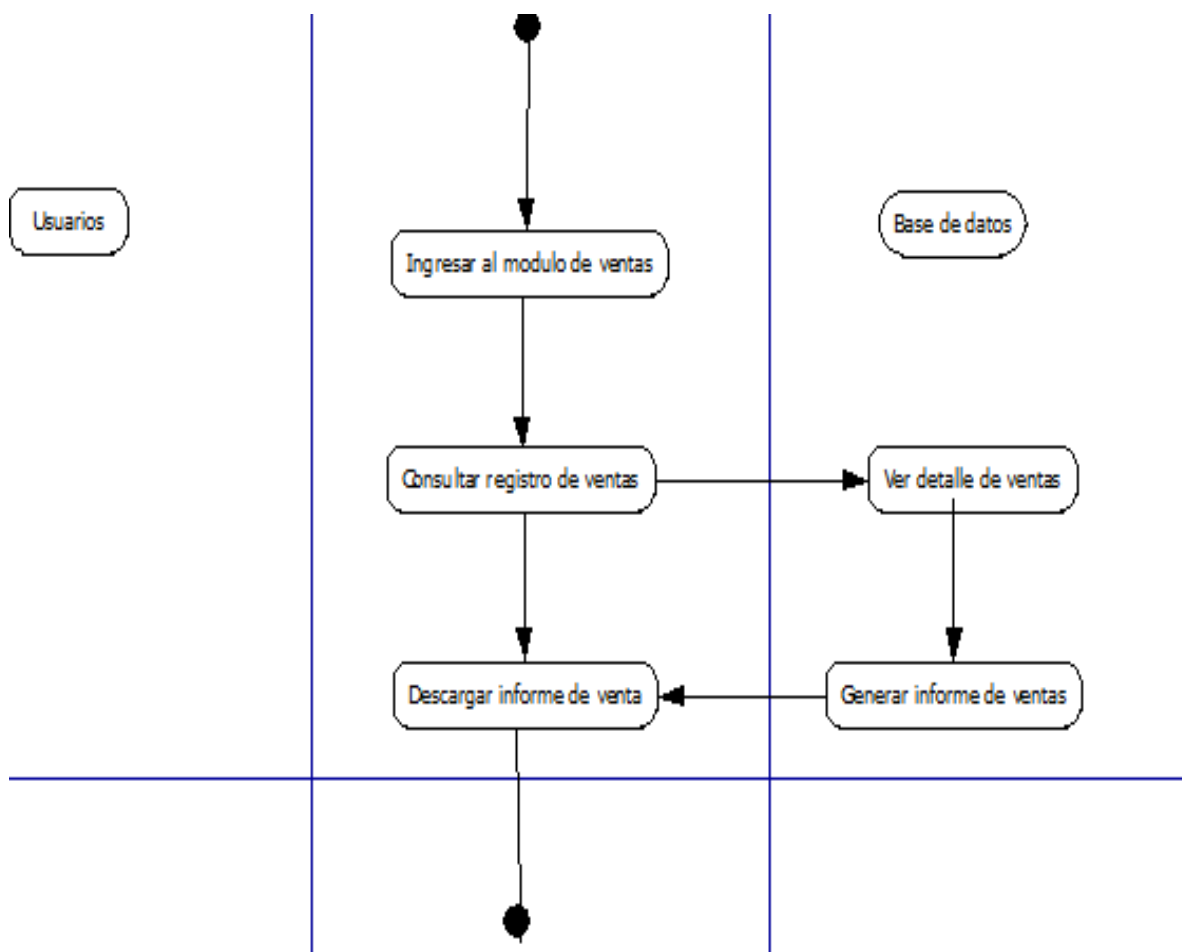 Usuarios
Base de datos
Ingresar al modulo de ventas
Consultar registro de ventas
Ver detalle de ventas
Descargar informe de venta
Generar informe de ventas